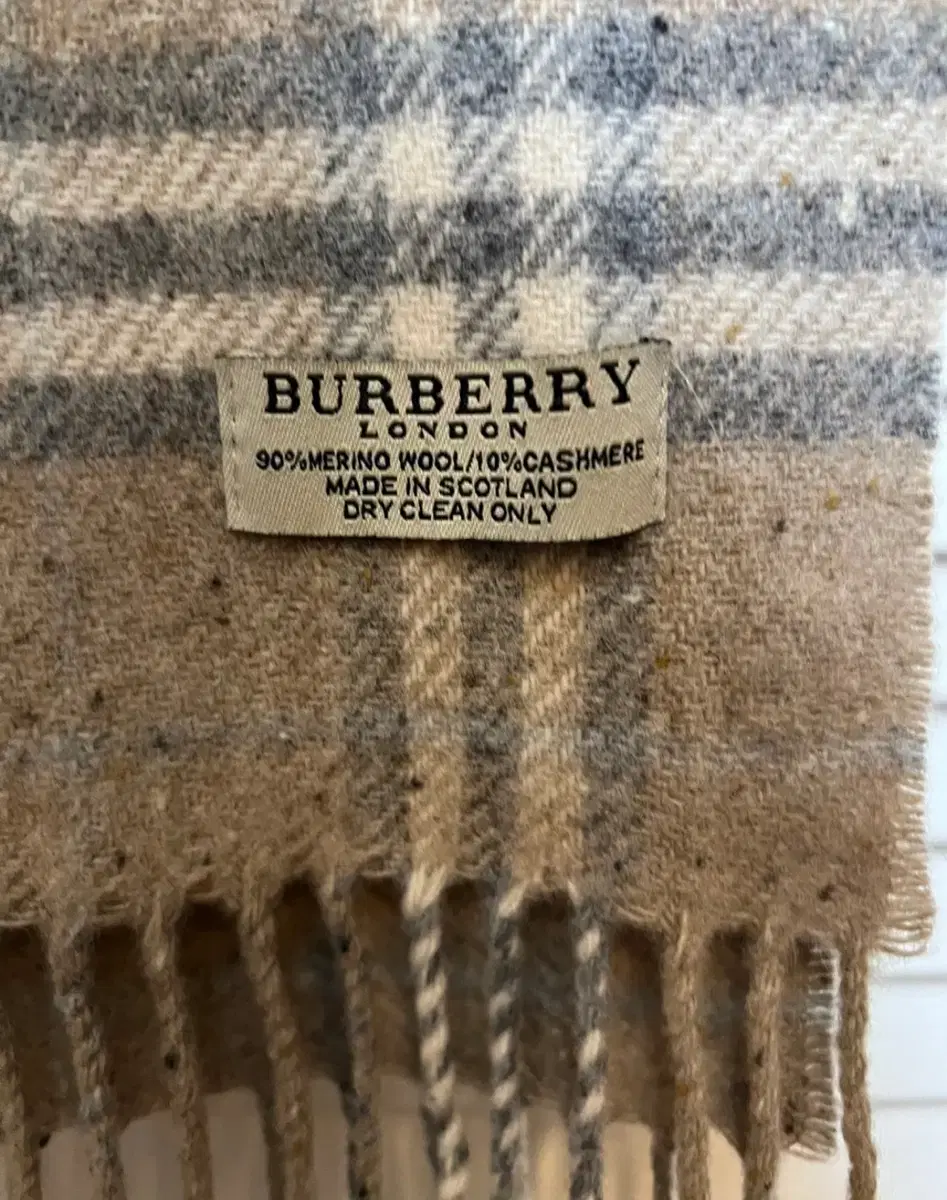 BURBERRY
LONDON
90%MERINO WOOL/10%CASHMERE
MADE IN SCOTLAND
DRY CLEAN ONLY